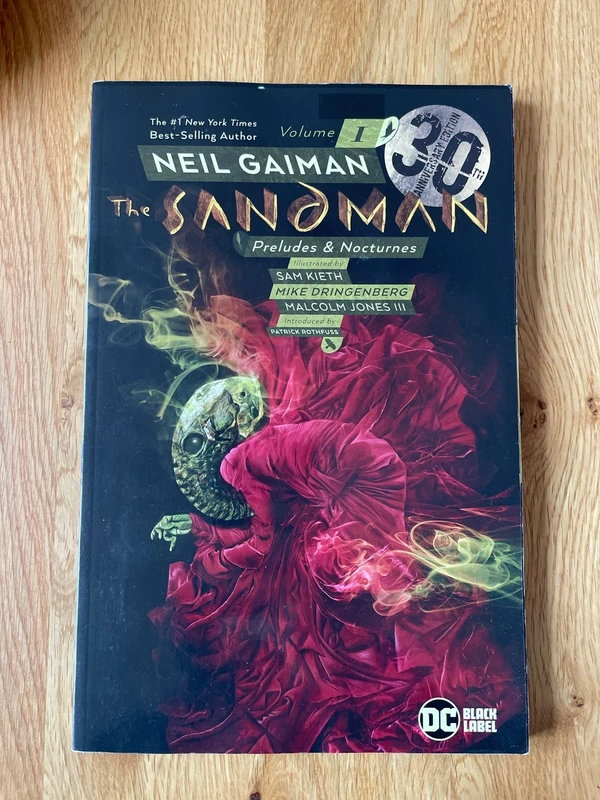 The #1 New York Times
Best-Selling Author
Volume I
30TH
ANNIVERSARY EDITION
NEIL GAIMAN
The SANDMAN
Preludes & Nocturnes
Illustrated by
SAM KIETH
MIKE DRINGENBERG
MALCOLM JONES III
Introduced by
PATRICK ROTHFUSS
DC BLACK
LABEL